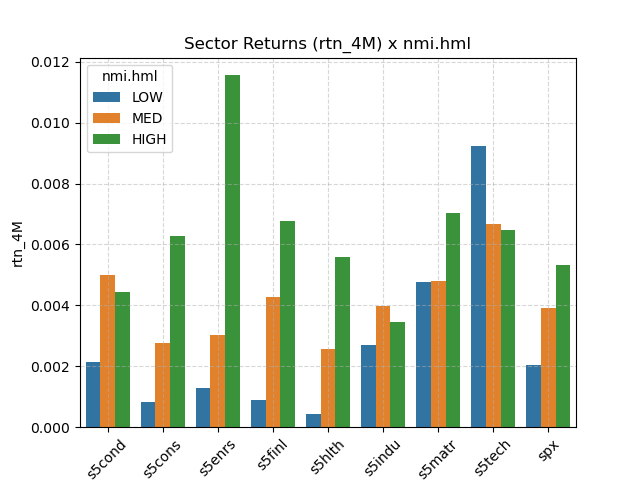 Sector Returns (rtn_4M) x nmi.hml
nmi.hml
LOW
MED
HIGH
rtn_4M
0.012
0.010
0.008
0.006
0.004
0.002
0.000
s5cond
s5cons
s5enrs
s5finl
s5hlth
s5indu
s5matr
s5tech
spx